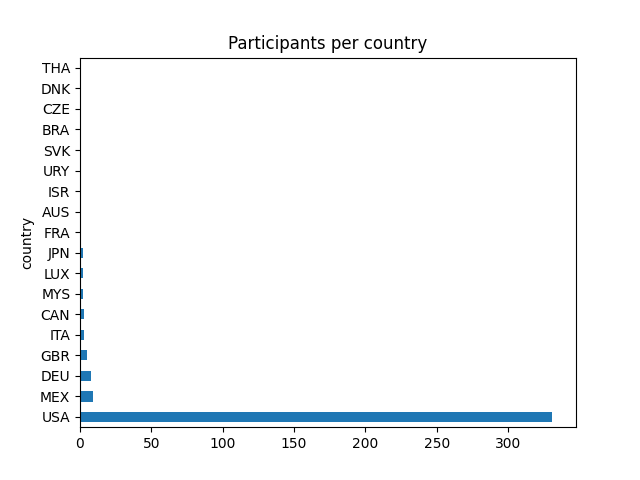 Participants per country
THA
DNK
CZE
BRA
SVK
URY
ISR
AUS
FRA
JPN
LUX
MYS
CAN
ITA
GBR
DEU
MEX
USA
country
0 50 100 150 200 250 300